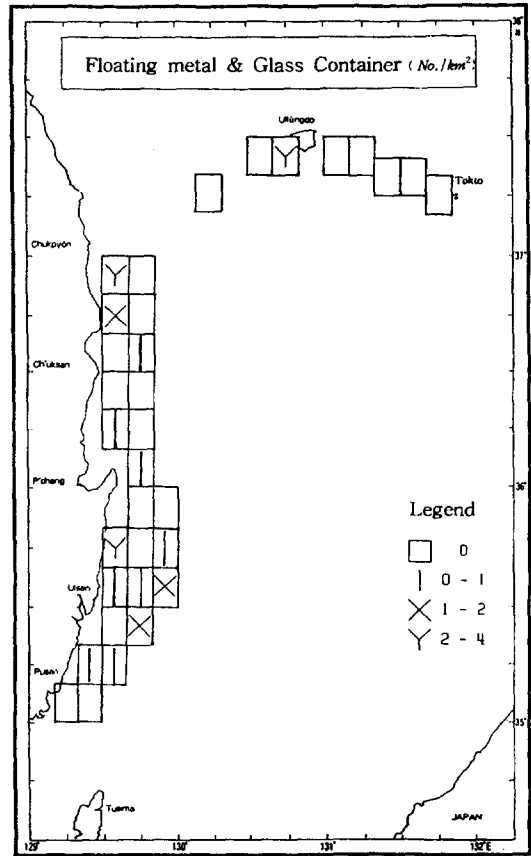 Floating metal & Glass Container ( No./km²)
38°
N
Ullŭngdo
Tokto
Chukpyŏn
37°
Ch'uksan
P'ohang
36°
Legend
0
0 - 1
1 - 2
2 - 4
Ulsan
Pusan
35°
Tusima
JAPAN
129°
130°
131°
132°E